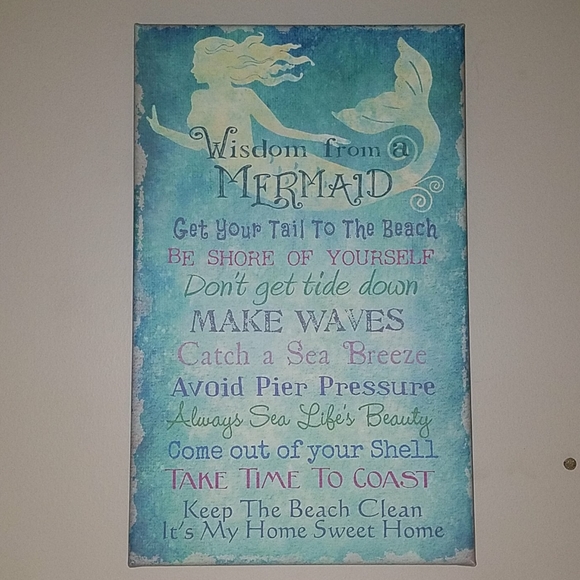 Wisdom from a
MERMAID
Get Your Tail To The Beach
BE SHORE OF YOURSELF
Don't get tide down
MAKE WAVES
Catch a Sea Breeze
Avoid Pier Pressure
Always Sea Life's Beauty
Come out of your Shell
TAKE TIME TO COAST
Keep The Beach Clean
It's My Home Sweet Home